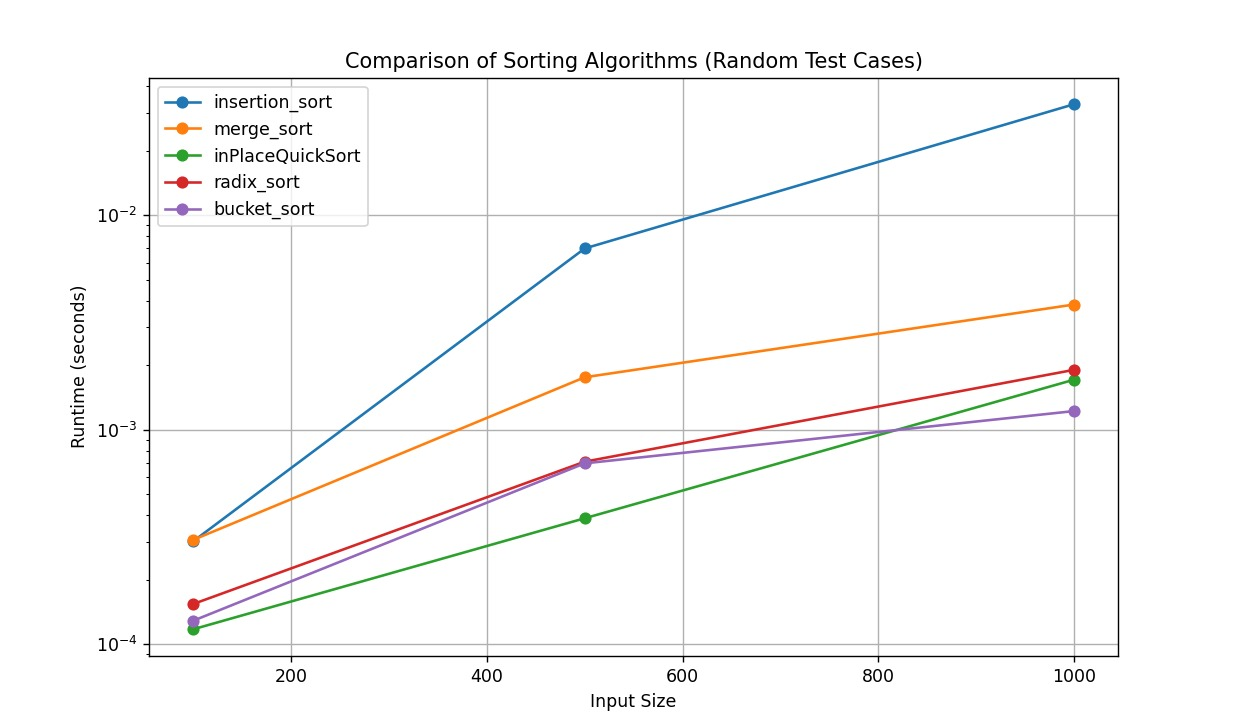 Comparison of Sorting Algorithms (Random Test Cases)
insertion_sort
merge_sort
inPlaceQuickSort
radix_sort
bucket_sort
Runtime (seconds)
10⁻²
10⁻³
10⁻⁴
200 400 600 800 1000
Input Size